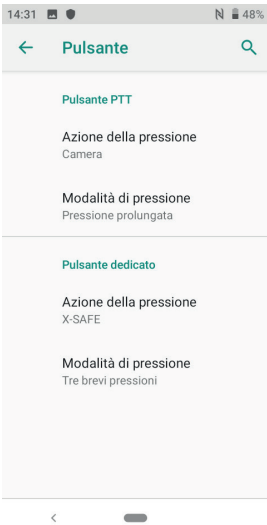 14:31 48%
Pulsante
Pulsante PTT
Azione della pressione
Camera
Modalità di pressione
Pressione prolungata
Pulsante dedicato
Azione della pressione
X-SAFE
Modalità di pressione
Tre brevi pressioni